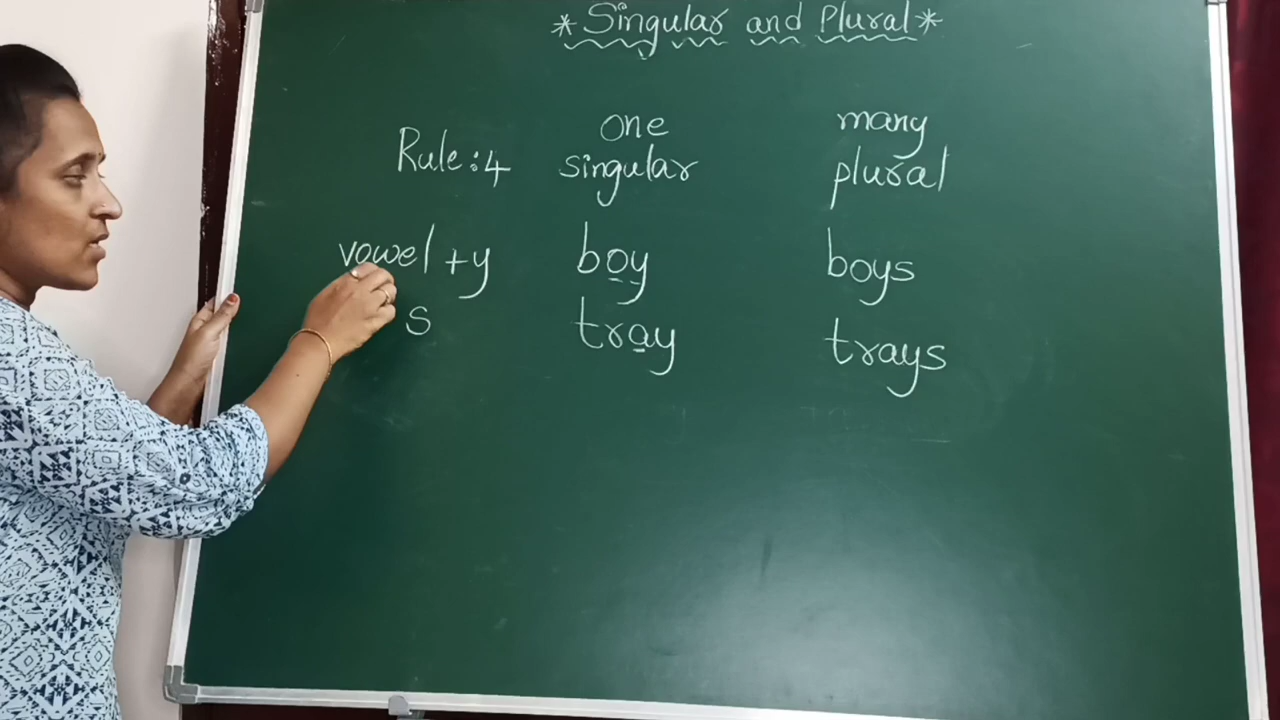 *Singular and Plural*
one many
Rule:4 singular plural
vowel +y boy boys
s tray trays